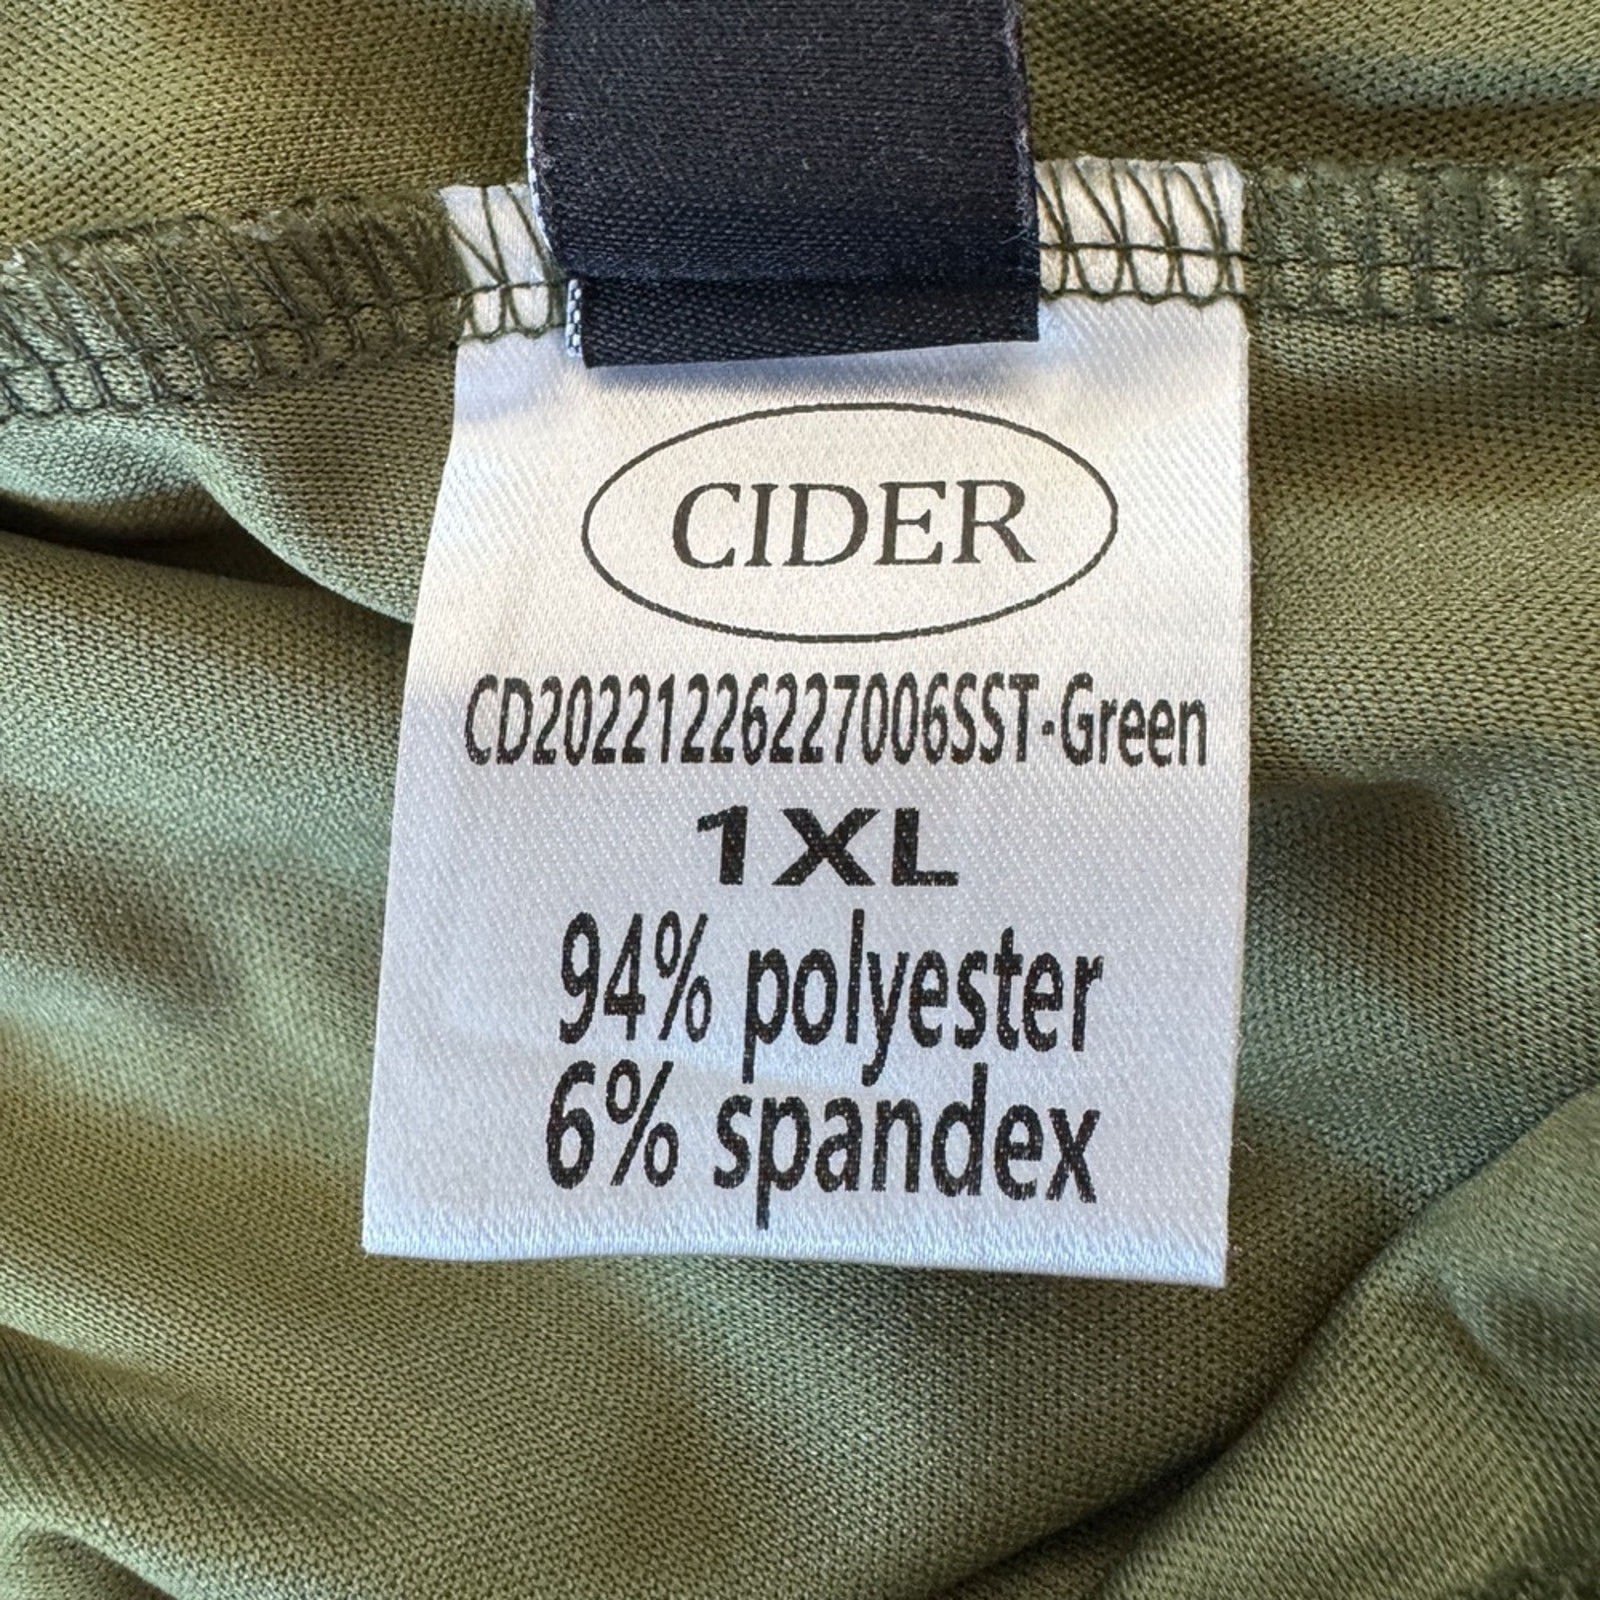 CIDER
CD20221226227006SST-Green
1XL
94% polyester
6% spandex